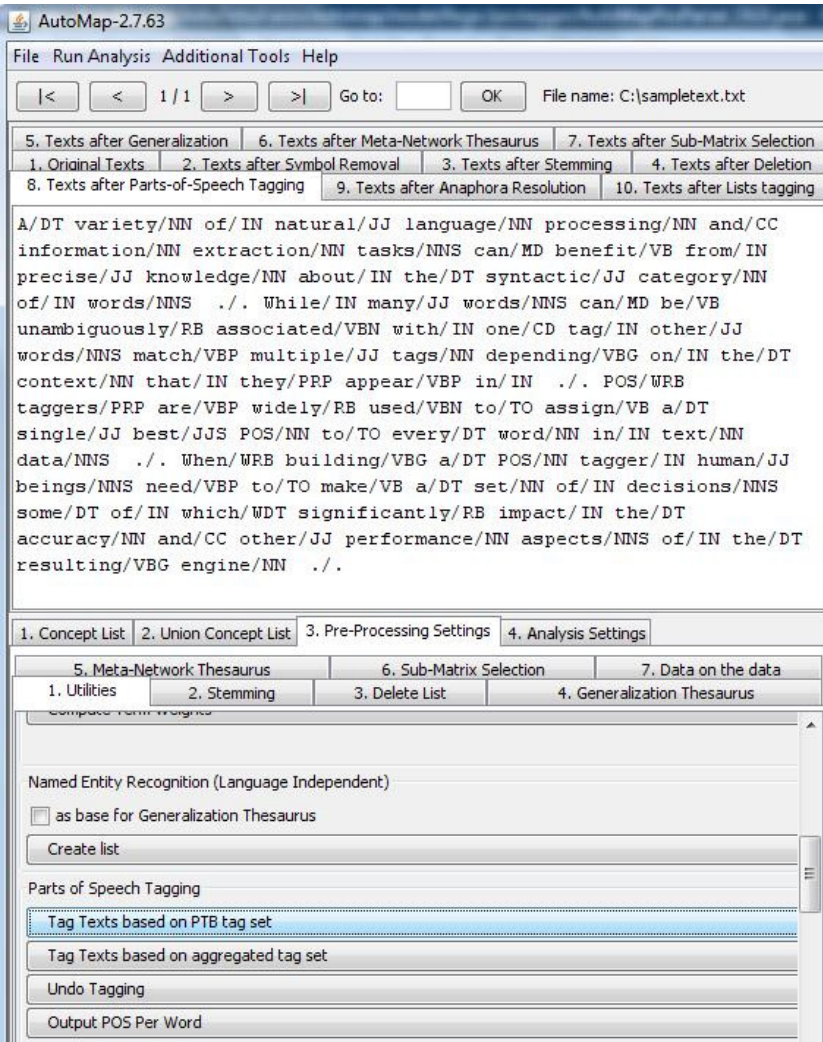 AutoMap-2.7.63
File Run Analysis Additional Tools Help
|< < 1 / 1 > >| Go to: OK File name: C:\sampletext.txt
5. Texts after Generalization 6. Texts after Meta-Network Thesaurus 7. Texts after Sub-Matrix Selection
1. Original Texts 2. Texts after Symbol Removal 3. Texts after Stemming 4. Texts after Deletion
8. Texts after Parts-of-Speech Tagging 9. Texts after Anaphora Resolution 10. Texts after Lists tagging
A/DT variety/NN of/IN natural/JJ language/NN processing/NN and/CC
information/NN extraction/NN tasks/NNS can/MD benefit/VB from/IN
precise/JJ knowledge/NN about/IN the/DT syntactic/JJ category/NN
of/IN words/NNS ./. While/IN many/JJ words/NNS can/MD be/VB
unambiguously/RB associated/VBN with/IN one/CD tag/IN other/JJ
words/NNS match/VBP multiple/JJ tags/NN depending/VBG on/IN the/DT
context/NN that/IN they/PRP appear/VBP in/IN ./. POS/WRB
taggers/PRP are/VBP widely/RB used/VBN to/TO assign/VB a/DT
single/JJ best/JJS POS/NN to/TO every/DT word/NN in/IN text/NN
data/NNS ./. When/WRB building/VBG a/DT POS/NN tagger/IN human/JJ
beings/NNS need/VBP to/TO make/VB a/DT set/NN of/IN decisions/NNS
some/DT of/IN which/WDT significantly/RB impact/IN the/DT
accuracy/NN and/CC other/JJ performance/NN aspects/NNS of/IN the/DT
resulting/VBG engine/NN ./.
1. Concept List 2. Union Concept List 3. Pre-Processing Settings 4. Analysis Settings
5. Meta-Network Thesaurus 6. Sub-Matrix Selection 7. Data on the data
1. Utilities 2. Stemming 3. Delete List 4. Generalization Thesaurus
Compute Term Weights
Named Entity Recognition (Language Independent)
as base for Generalization Thesaurus
Create list
Parts of Speech Tagging
Tag Texts based on PTB tag set
Tag Texts based on aggregated tag set
Undo Tagging
Output POS Per Word